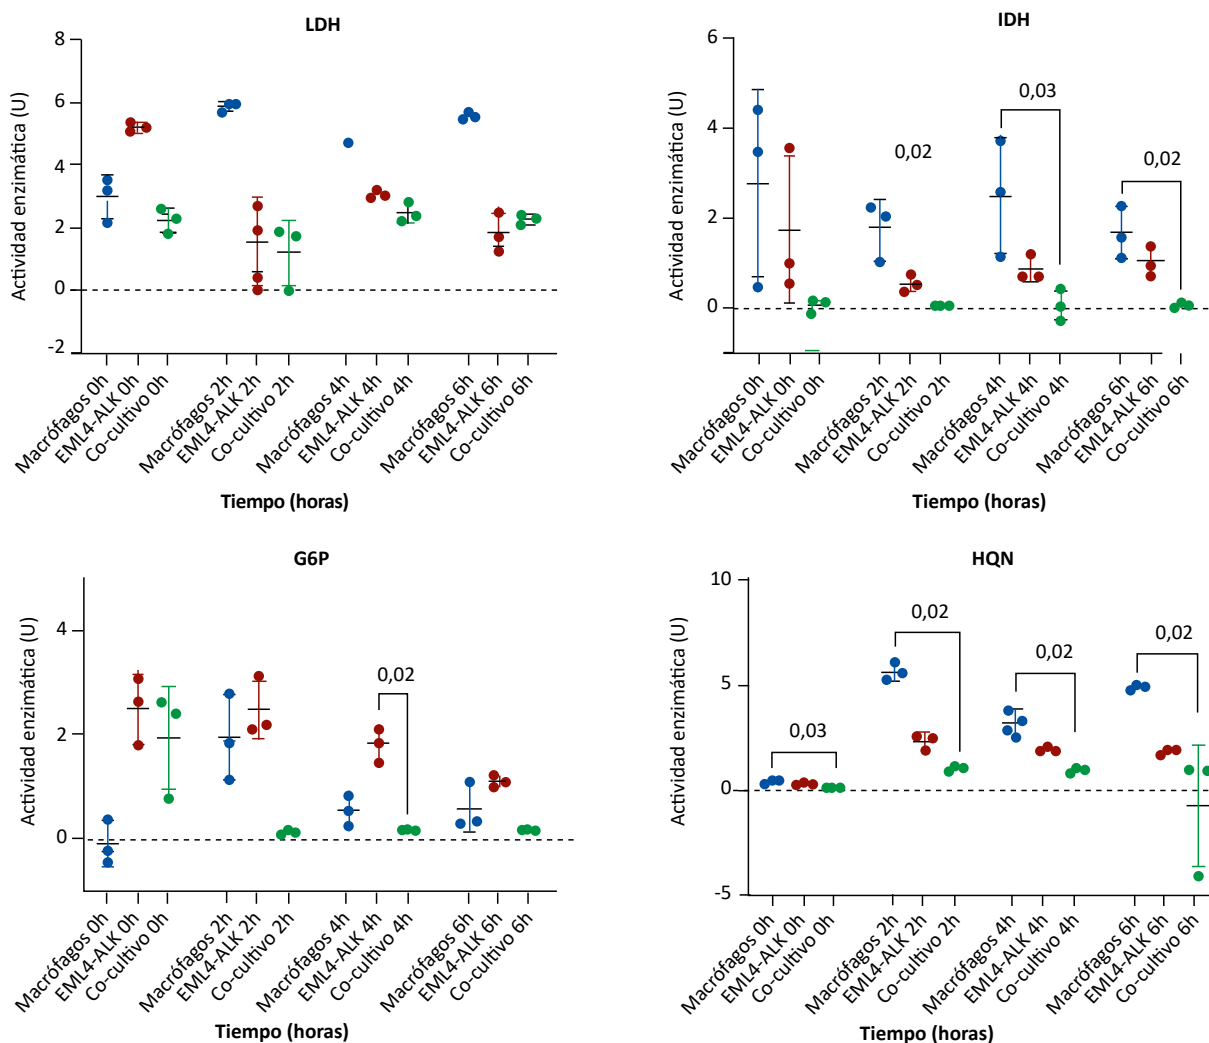 LDH
Actividad enzimática (U)
8
6
4
2
0
-2
Macrófagos 0h
EML4-ALK 0h
Co-cultivo 0h
Macrófagos 2h
EML4-ALK 2h
Co-cultivo 2h
Macrófagos 4h
EML4-ALK 4h
Co-cultivo 4h
Macrófagos 6h
EML4-ALK 6h
Co-cultivo 6h
Tiempo (horas)
IDH
Actividad enzimática (U)
6
4
2
0
0,02
0,03
0,02
Macrófagos 0h
EML4-ALK 0h
Co-cultivo 0h
Macrófagos 2h
EML4-ALK 2h
Co-cultivo 2h
Macrófagos 4h
EML4-ALK 4h
Co-cultivo 4h
Macrófagos 6h
EML4-ALK 6h
Co-cultivo 6h
Tiempo (horas)
G6P
Actividad enzimática (U)
4
2
0
0,02
Macrófagos 0h
EML4-ALK 0h
Co-cultivo 0h
Macrófagos 2h
EML4-ALK 2h
Co-cultivo 2h
Macrófagos 4h
EML4-ALK 4h
Co-cultivo 4h
Macrófagos 6h
EML4-ALK 6h
Co-cultivo 6h
Tiempo (horas)
HQN
Actividad enzimática (U)
10
5
0
-5
0,03
0,02
0,02
0,02
Macrófagos 0h
EML4-ALK 0h
Co-cultivo 0h
Macrófagos 2h
EML4-ALK 2h
Co-cultivo 2h
Macrófagos 4h
EML4-ALK 4h
Co-cultivo 4h
Macrófagos 6h
EML4-ALK 6h
Co-cultivo 6h
Tiempo (horas)